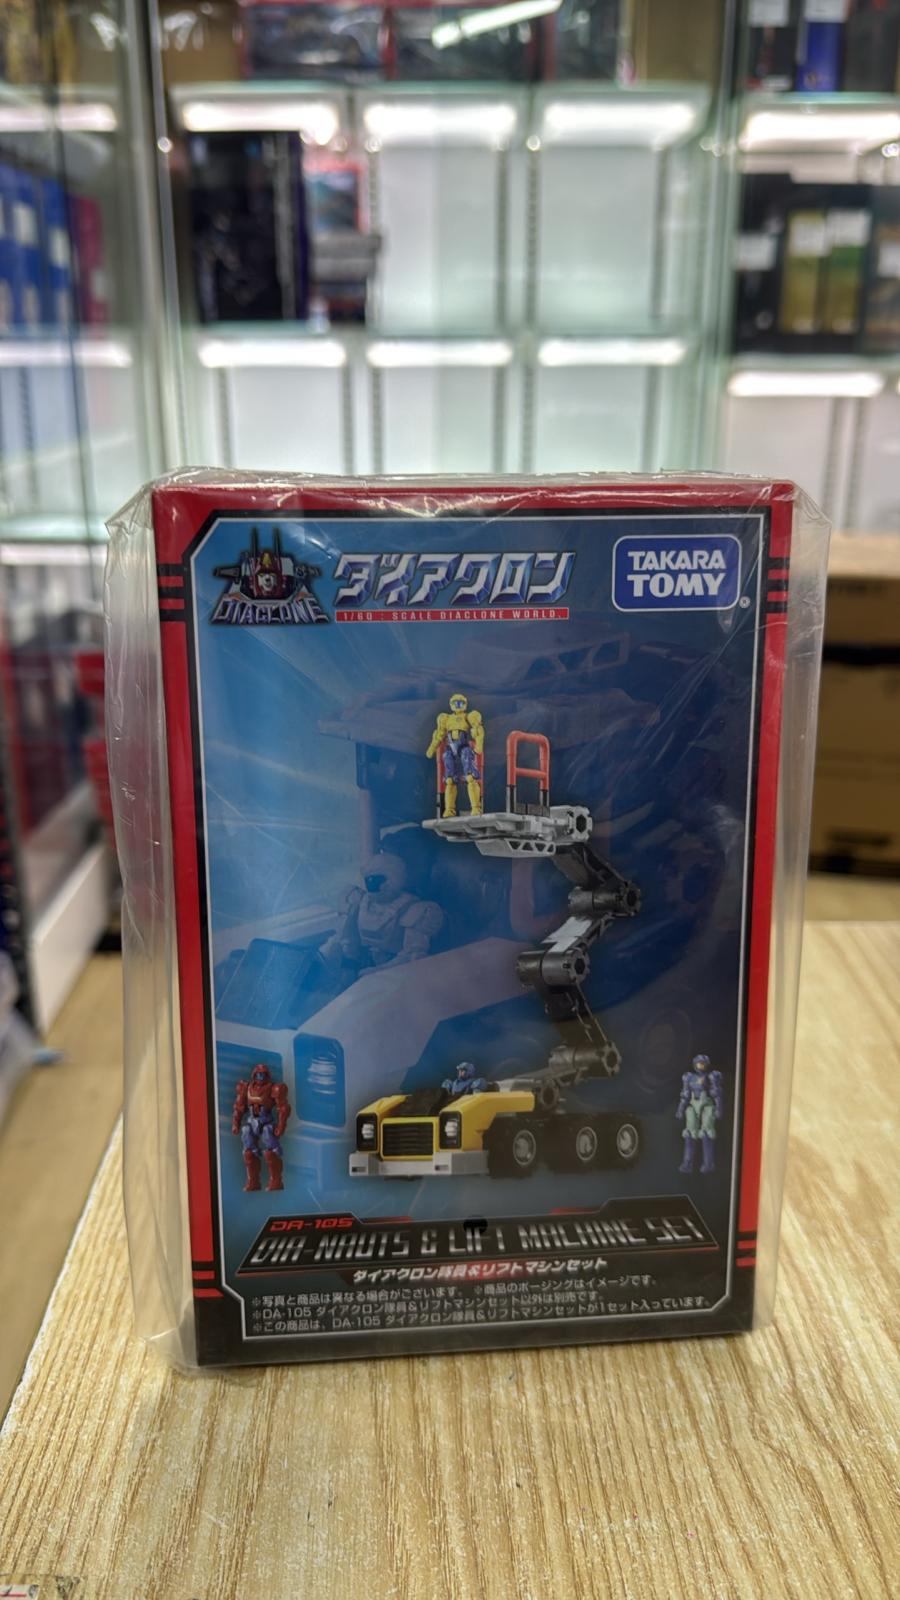 DIACLONE
ダイアクロン
1/60 : SCALE DIACLONE WORLD.
TAKARA
TOMY
®
DA-105
DIA-NAUTS & LIFT MACHINE SET
ダイアクロン隊員&リフトマシンセット
※写真と商品は異なる場合がございます。 ※商品のポージングはイメージです。
※DA-105 ダイアクロン隊員&リフトマシンセット以外は別売です。
※この商品は、DA-105 ダイアクロン隊員&リフトマシンセットが1セット入っています。